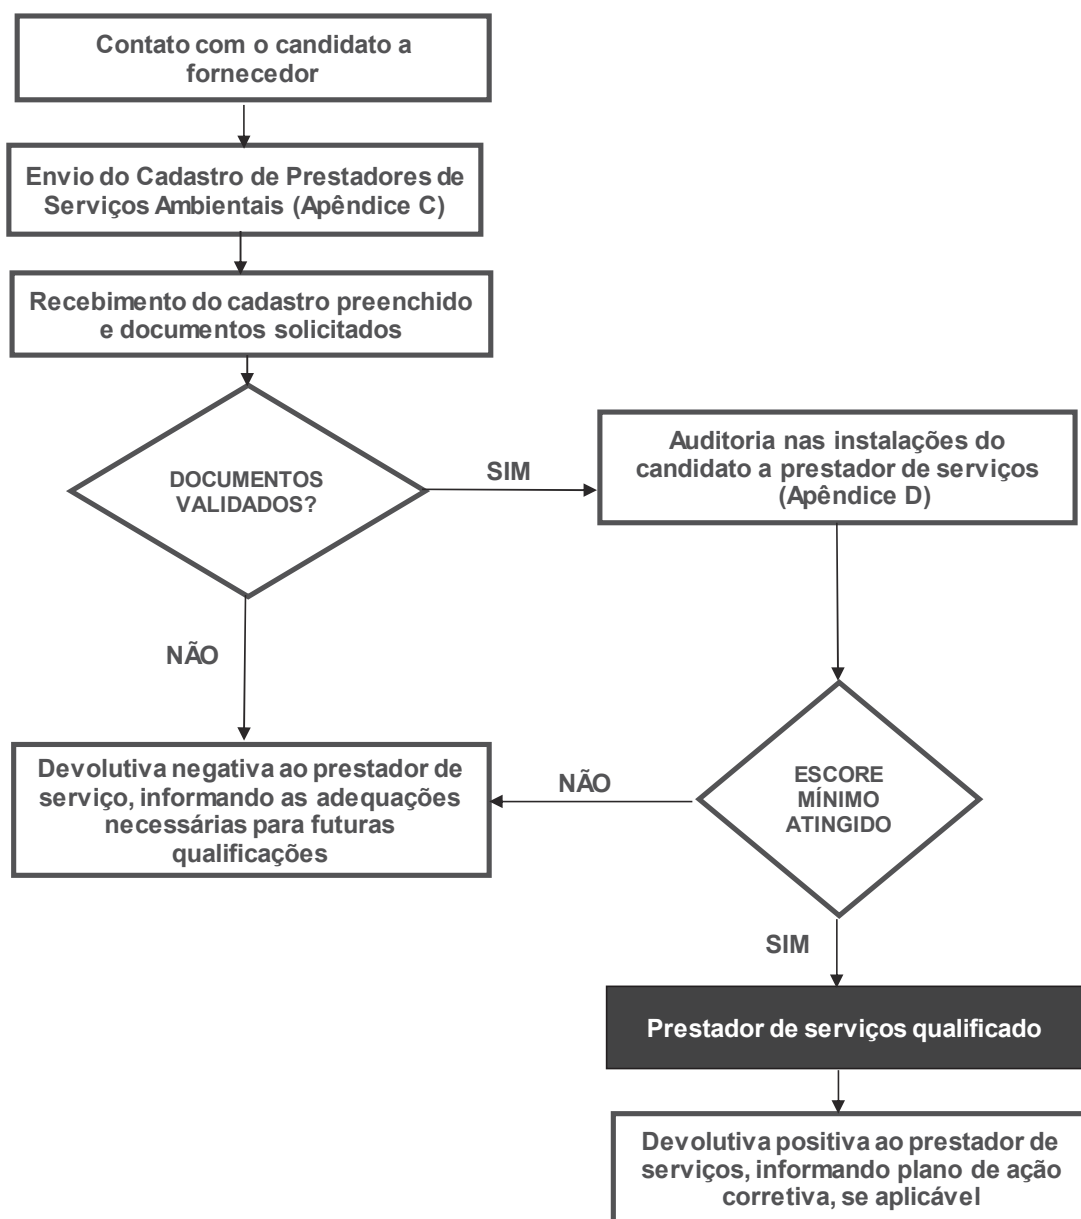 Contato com o candidato a
fornecedor
Envio do Cadastro de Prestadores de
Serviços Ambientais (Apêndice C)
Recebimento do cadastro preenchido
e documentos solicitados
DOCUMENTOS
VALIDADOS?
SIM
Auditoria nas instalações do
candidato a prestador de serviços
(Apêndice D)
NÃO
Devolutiva negativa ao prestador de
serviço, informando as adequações
necessárias para futuras
qualificações
NÃO
ESCORE
MÍNIMO
ATINGIDO
SIM
Prestador de serviços qualificado
Devolutiva positiva ao prestador de
serviços, informando plano de ação
corretiva, se aplicável